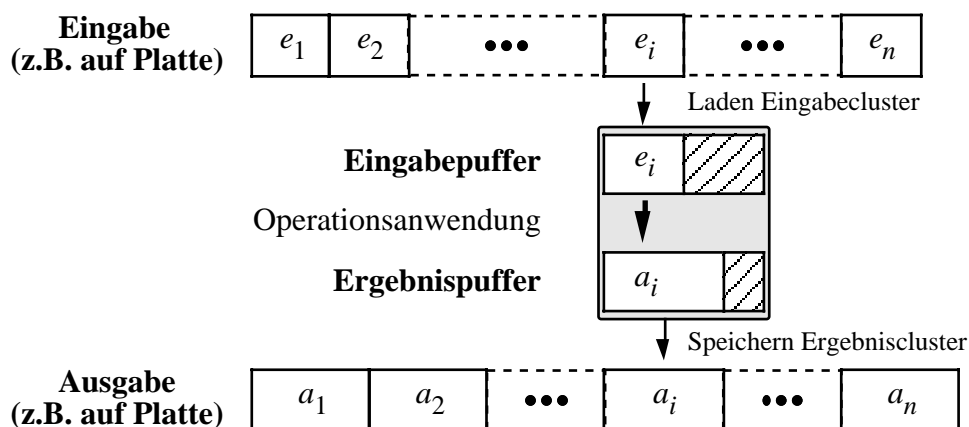 Eingabe
(z.B. auf Platte)
e1 e2 ••• ei ••• en
Laden Eingabecluster
Eingabepuffer
ei
Operationsanwendung
Ergebnispuffer
ai
Speichern Ergebniscluster
Ausgabe
(z.B. auf Platte)
a1 a2 ••• ai ••• an